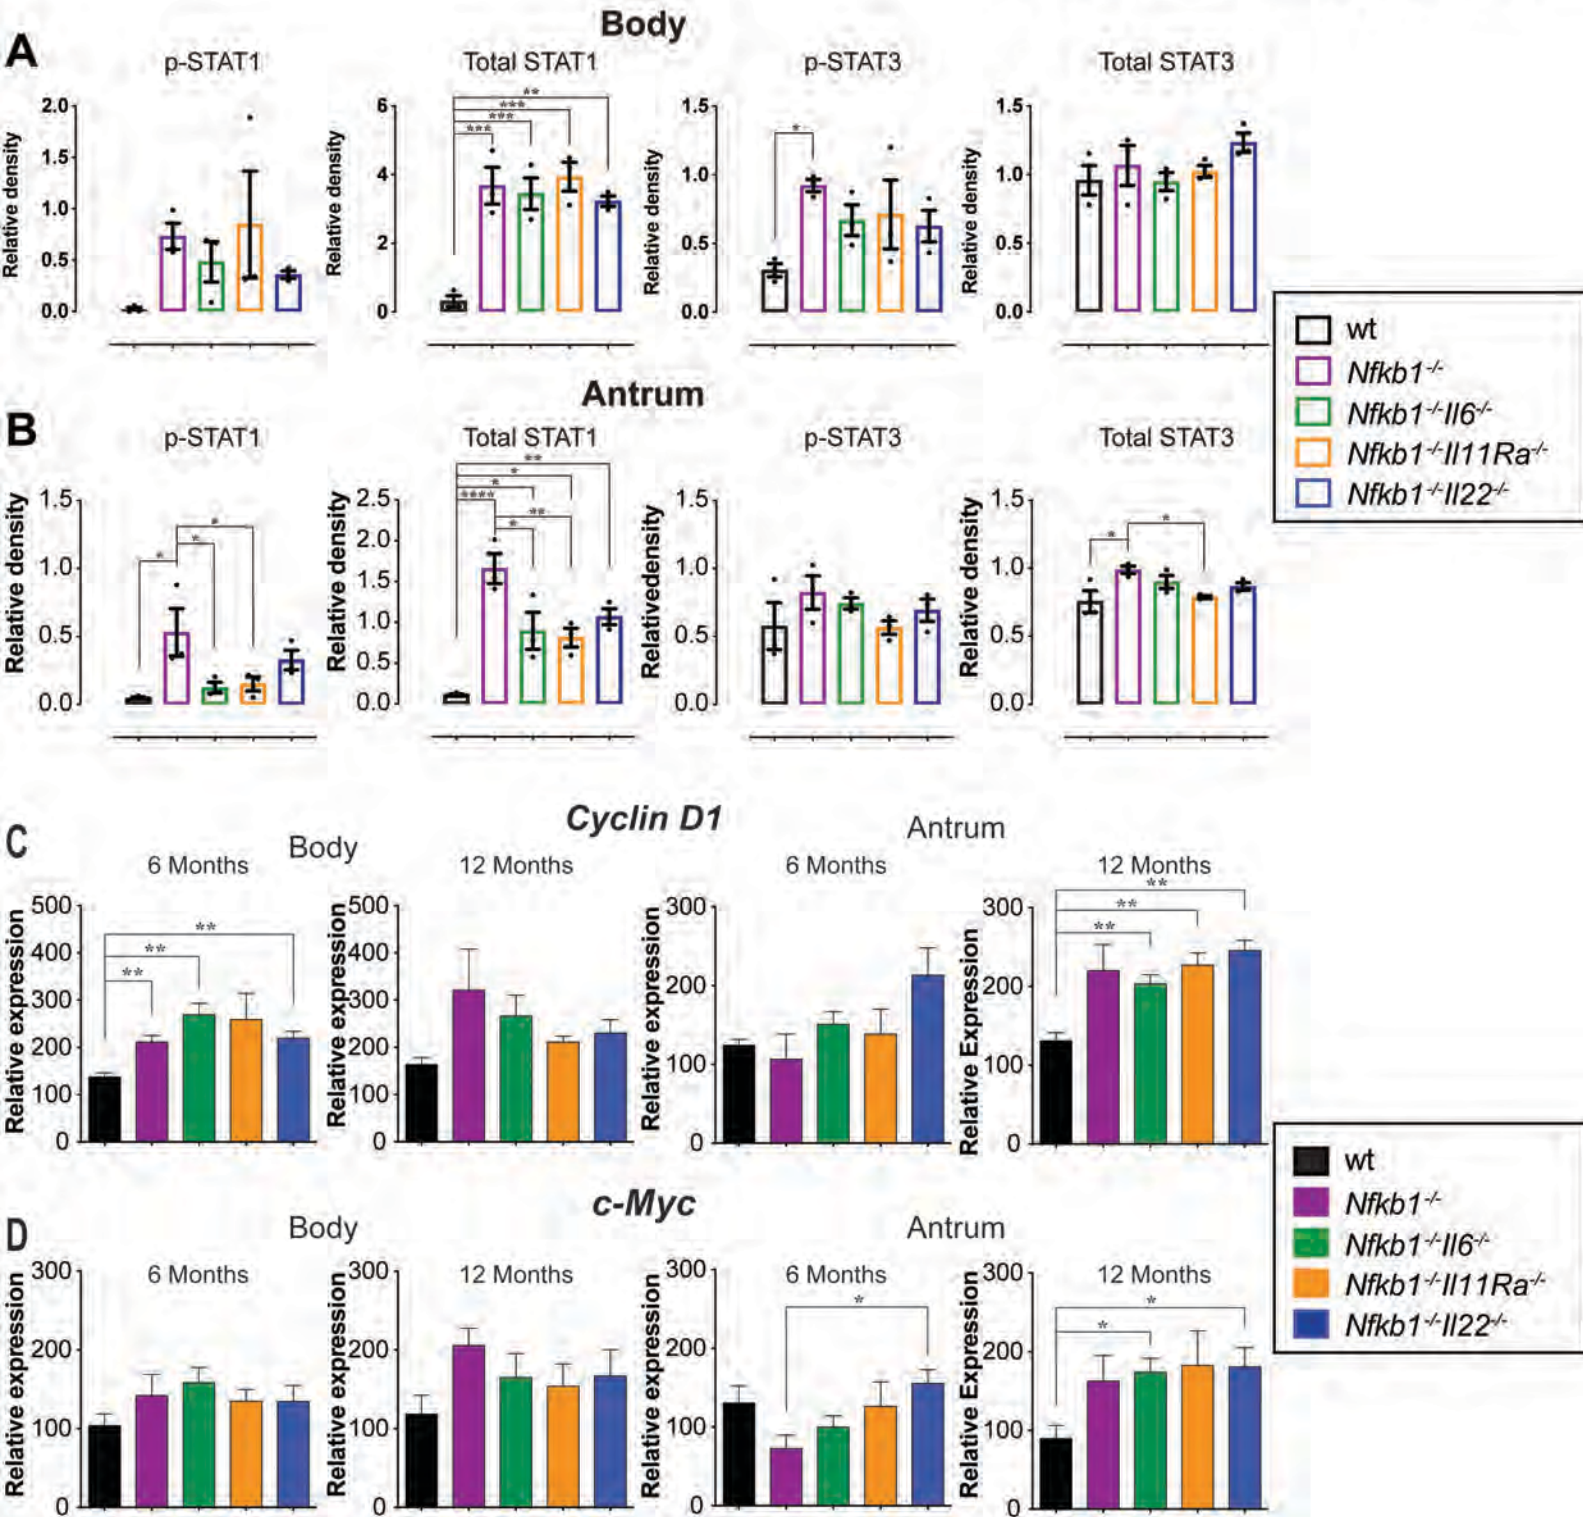 Body
A
p-STAT1
Total STAT1
p-STAT3
Total STAT3
Relative density
2.0
1.5
1.0
0.5
0.0
Relative density
6
4
2
0
**
***
***
***
Relative density
1.5
1.0
0.5
0.0
*
Relative density
1.5
1.0
0.5
0.0
wt
Nfkb1-/-
Nfkb1-/-Il6-/-
Nfkb1-/-Il11Ra-/-
Nfkb1-/-Il22-/-
Antrum
B
p-STAT1
Total STAT1
p-STAT3
Total STAT3
Relative density
1.5
1.0
0.5
0.0
*
*
*
Relative density
2.5
2.0
1.5
1.0
0.5
0.0
**
*
*
****
**
*
Relativedensity
1.5
1.0
0.5
0.0
Relative density
1.5
1.0
0.5
0.0
*
*
Cyclin D1
C
Body
Antrum
6 Months
12 Months
6 Months
12 Months
Relative expression
500
400
300
200
100
0
**
**
**
Relative expression
500
400
300
200
100
0
Relative expression
300
200
100
0
Relative Expression
300
200
100
0
**
**
**
wt
Nfkb1-/-
Nfkb1-/-Il6-/-
Nfkb1-/-Il11Ra-/-
Nfkb1-/-Il22-/-
c-Myc
D
Body
Antrum
6 Months
12 Months
6 Months
12 Months
Relative expression
300
200
100
0
Relative expression
300
200
100
0
Relative expression
300
200
100
0
*
Relative Expression
300
200
100
0
*
*